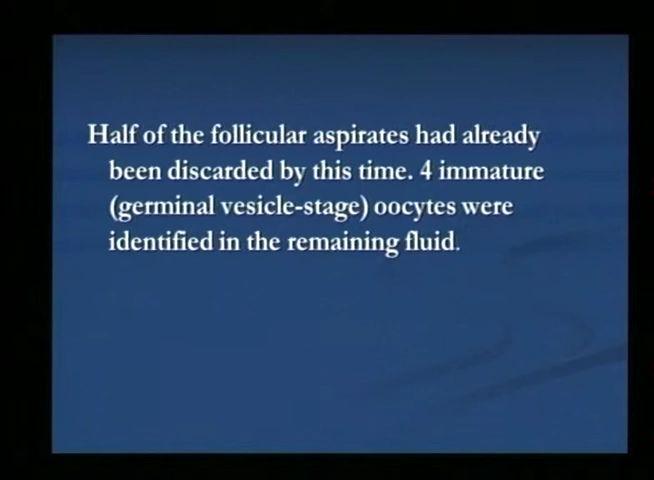 Half of the follicular aspirates had already
been discarded by this time. 4 immature
(germinal vesicle-stage) oocytes were
identified in the remaining fluid.